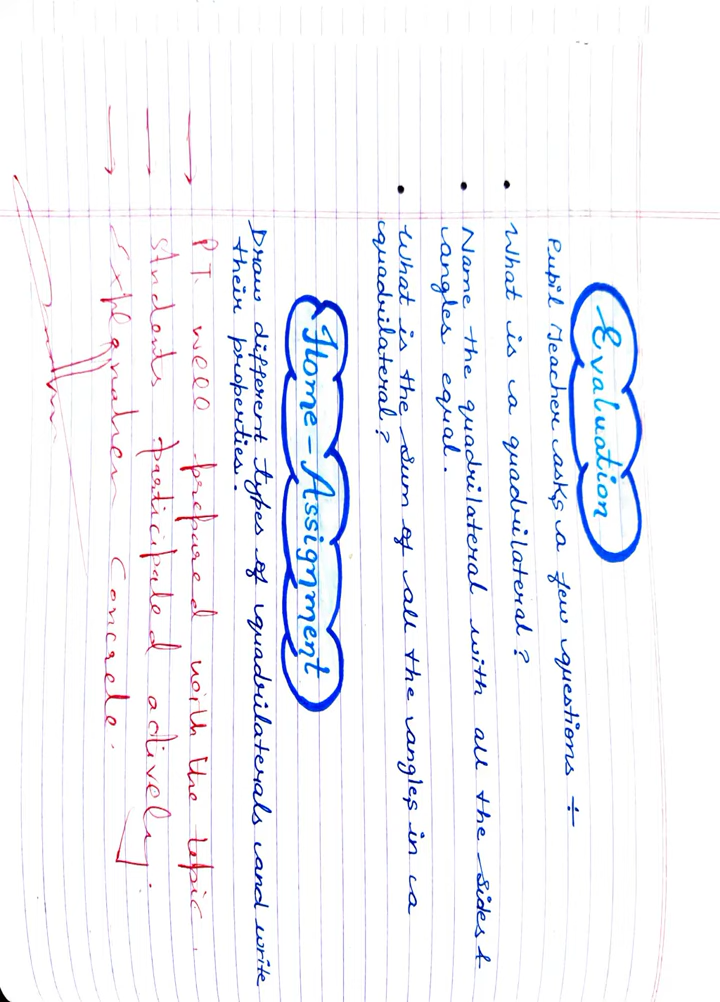 Evaluation
Pupil Teacher asks a few questions ÷
• What is a quadrilateral?
• Name the quadrilateral with all the sides &
angles equal.
• What is the sum of all the angles in a
quadrilateral?
Home-Assignment
Draw different types of quadrilaterals and write
their properties.
→ P.T. well prepared with the topic.
→ Students participated actively.
→ Explanation concrete.